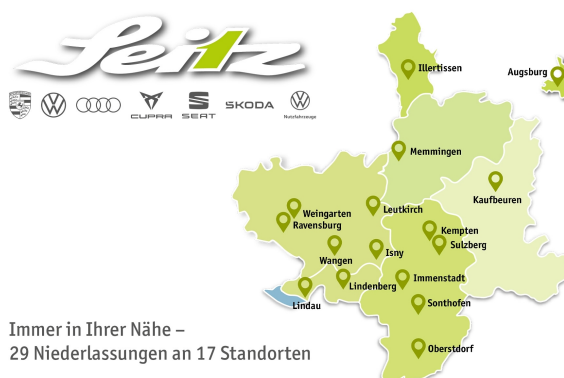 Seitz
CUPRA
SEAT
SKODA
Nutzfahrzeuge
Illertissen
Augsburg
Memmingen
Kaufbeuren
Weingarten
Ravensburg
Leutkirch
Kempten
Sulzberg
Wangen
Isny
Lindenberg
Immenstadt
Lindau
Sonthofen
Oberstdorf
Immer in Ihrer Nähe –
29 Niederlassungen an 17 Standorten